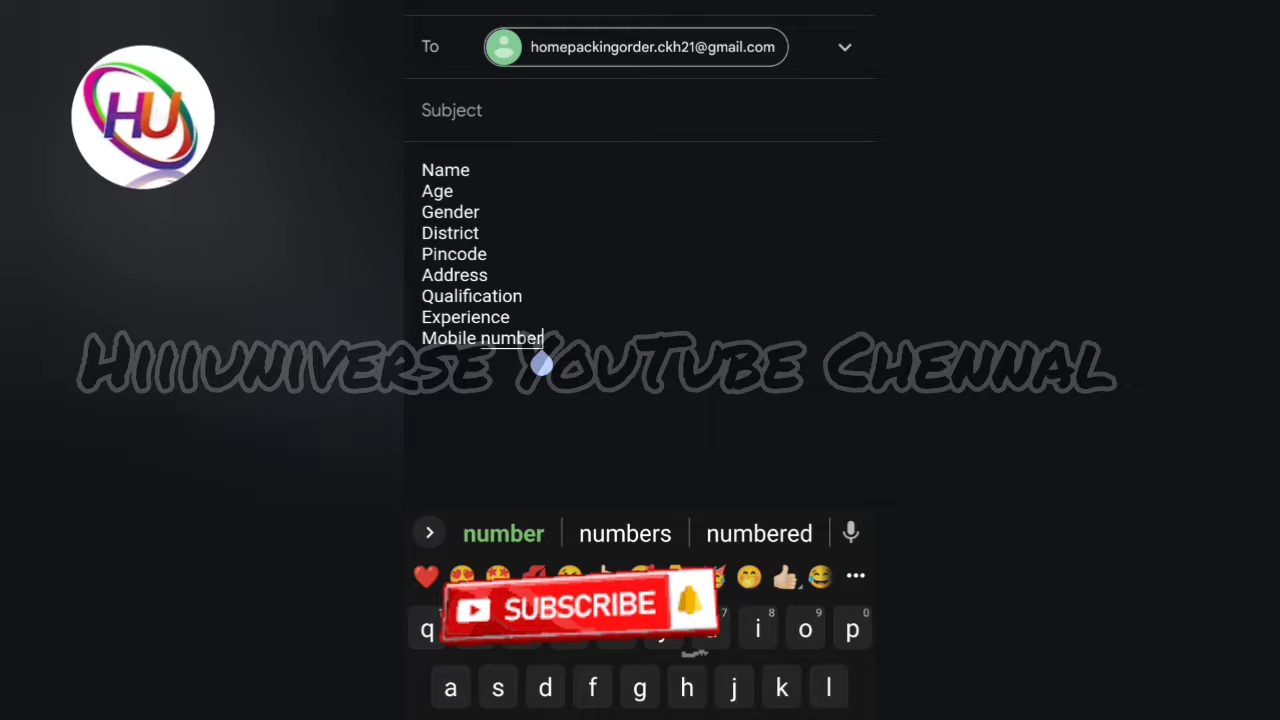 To homepackingorder.ckh21@gmail.com
HU
Subject
Name
Age
Gender
District
Pincode
Address
Qualification
Experience
Mobile number
Hiiiuniverse YouTube Chennal
number numbers numbered
SUBSCRIBE
q 7 i 8 o 9 p 0
a s d f g h j k l